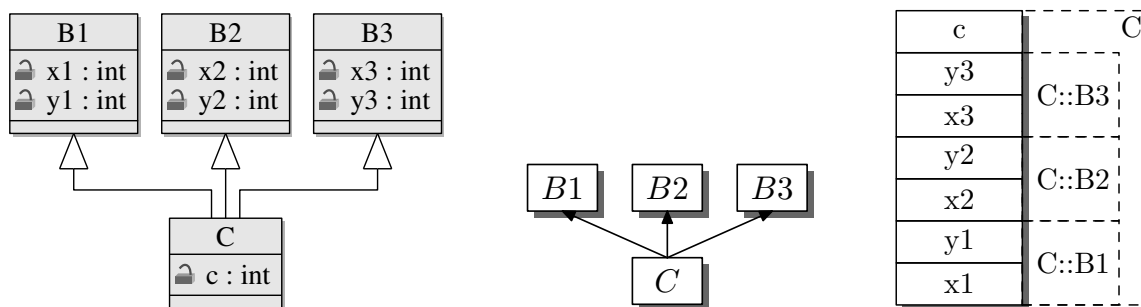 B1
x1 : int
y1 : int
B2
x2 : int
y2 : int
B3
x3 : int
y3 : int
C
c : int
B1
B2
B3
C
c
y3
x3
y2
x2
y1
x1
C
C::B3
C::B2
C::B1